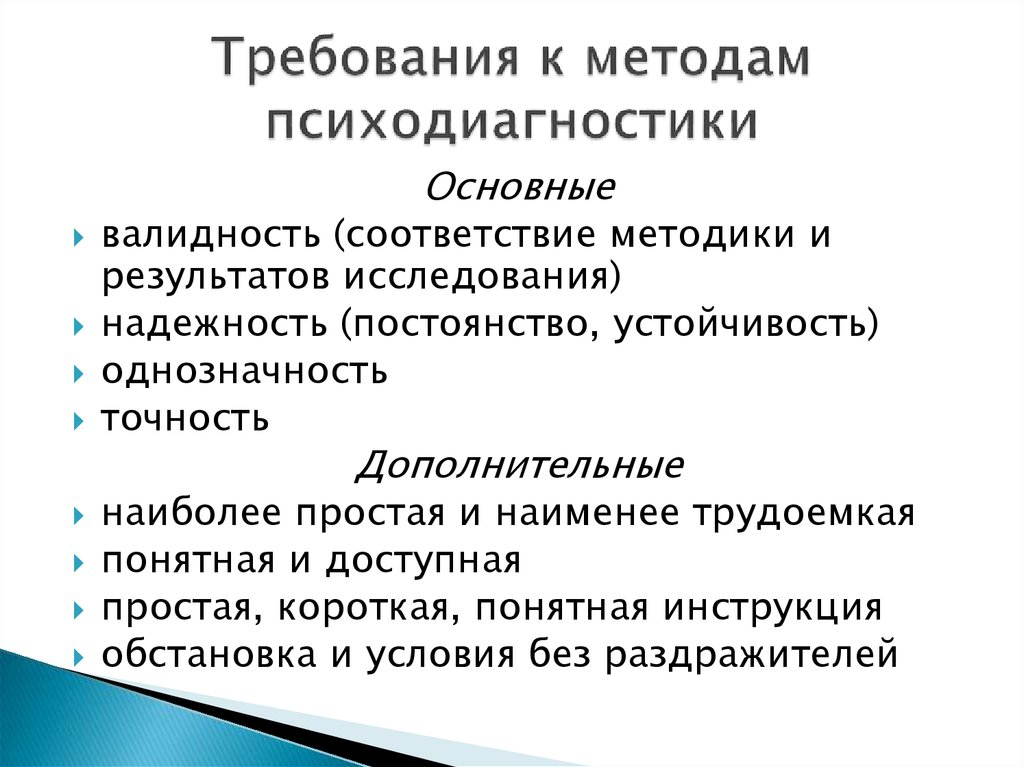 Требования к методам
психодиагностики
Основные
валидность (соответствие методики и
результатов исследования)
надежность (постоянство, устойчивость)
однозначность
точность
Дополнительные
наиболее простая и наименее трудоемкая
понятная и доступная
простая, короткая, понятная инструкция
обстановка и условия без раздражителей